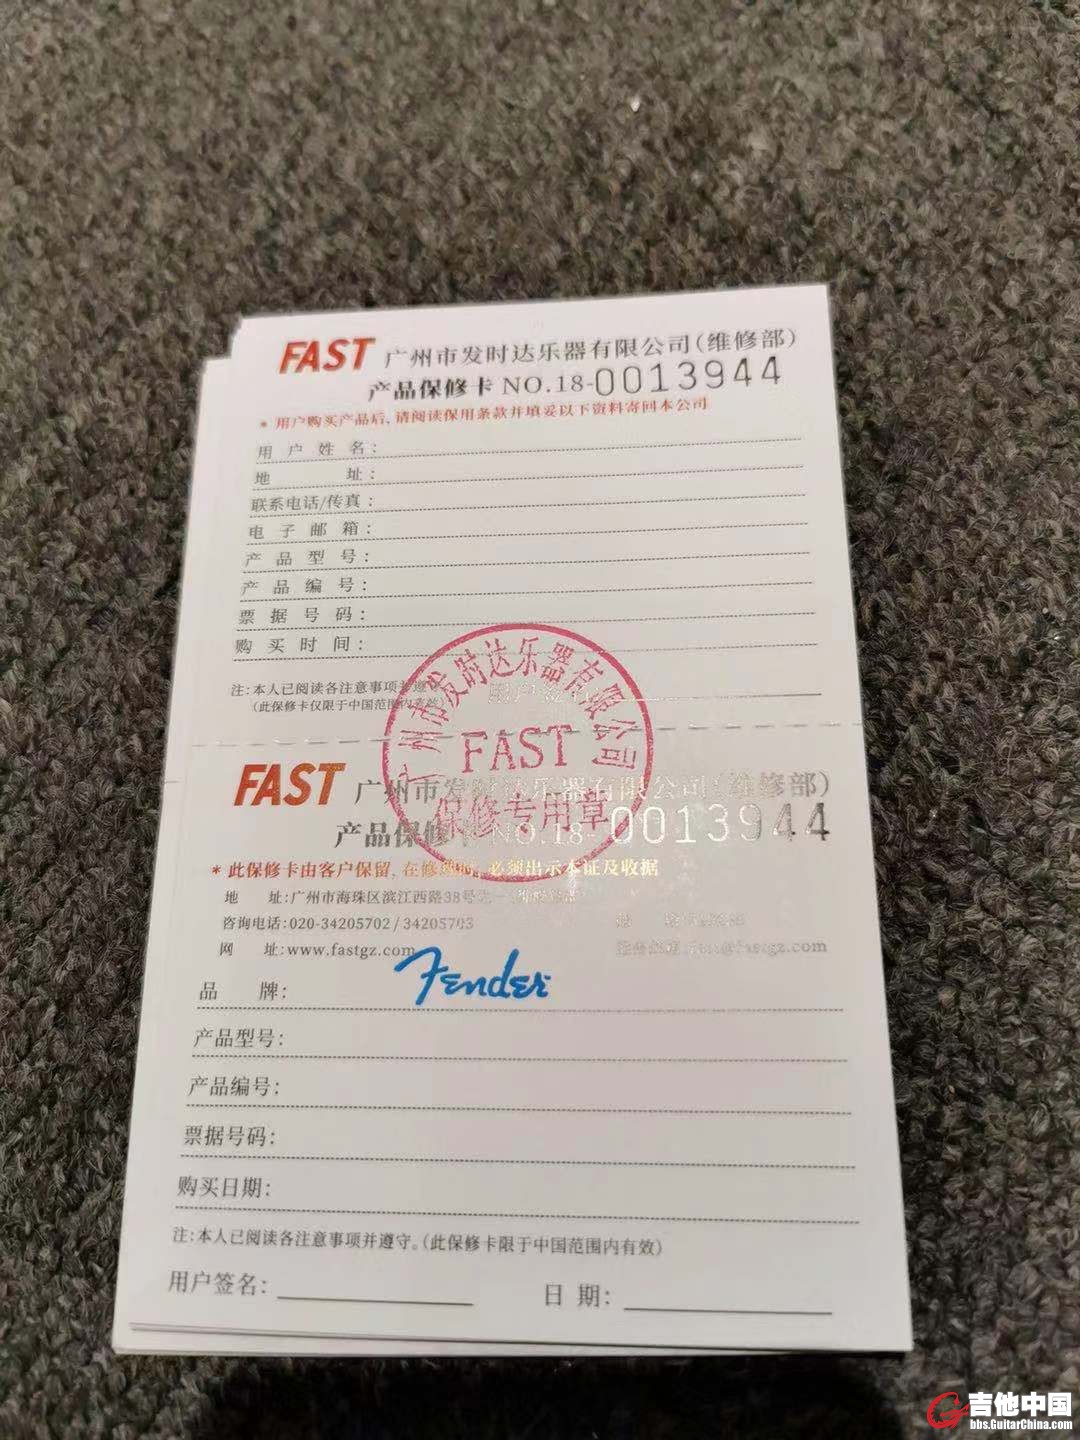 FAST 广州市发时达乐器有限公司(维修部)
产品保修卡 NO.18-0013944
* 用户购买产品后, 请阅读保用条款并填妥以下资料寄回本公司
用户姓名:
地址:
联系电话/传真:
电子邮箱:
产品型号:
产品编号:
票据号码:
购买时间:
注:本人已阅读各注意事项并遵守
(此保修卡仅限于中国范围内有效)
用户
广州市发时达乐器有限公司
FAST
保修专用章
FAST 广州市发时达乐器有限公司(维修部)
产品保修卡 NO.18-0013944
* 此保修卡由客户保留, 在修理时, 必须出示本证及收据
地址:广州市海珠区滨江西路38号
咨询电话:020-34205702 / 34205703
网址:www.fastgz.com
@fastgz.com
品牌: Fender
产品型号:
产品编号:
票据号码:
购买日期:
注:本人已阅读各注意事项并遵守。(此保修卡限于中国范围内有效)
用户签名:
日期:
吉他中国
bbs.GuitarChina.com